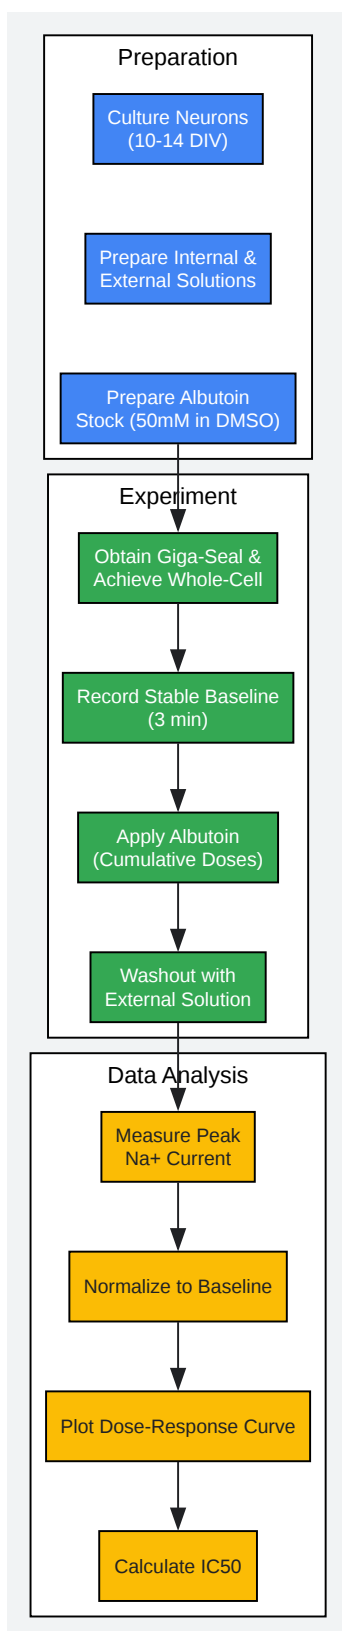 Preparation
Culture Neurons
(10-14 DIV)
Prepare Internal &
External Solutions
Prepare Albutoin
Stock (50mM in DMSO)
Experiment
Obtain Giga-Seal &
Achieve Whole-Cell
Record Stable Baseline
(3 min)
Apply Albutoin
(Cumulative Doses)
Washout with
External Solution
Data Analysis
Measure Peak
Na+ Current
Normalize to Baseline
Plot Dose-Response Curve
Calculate IC50